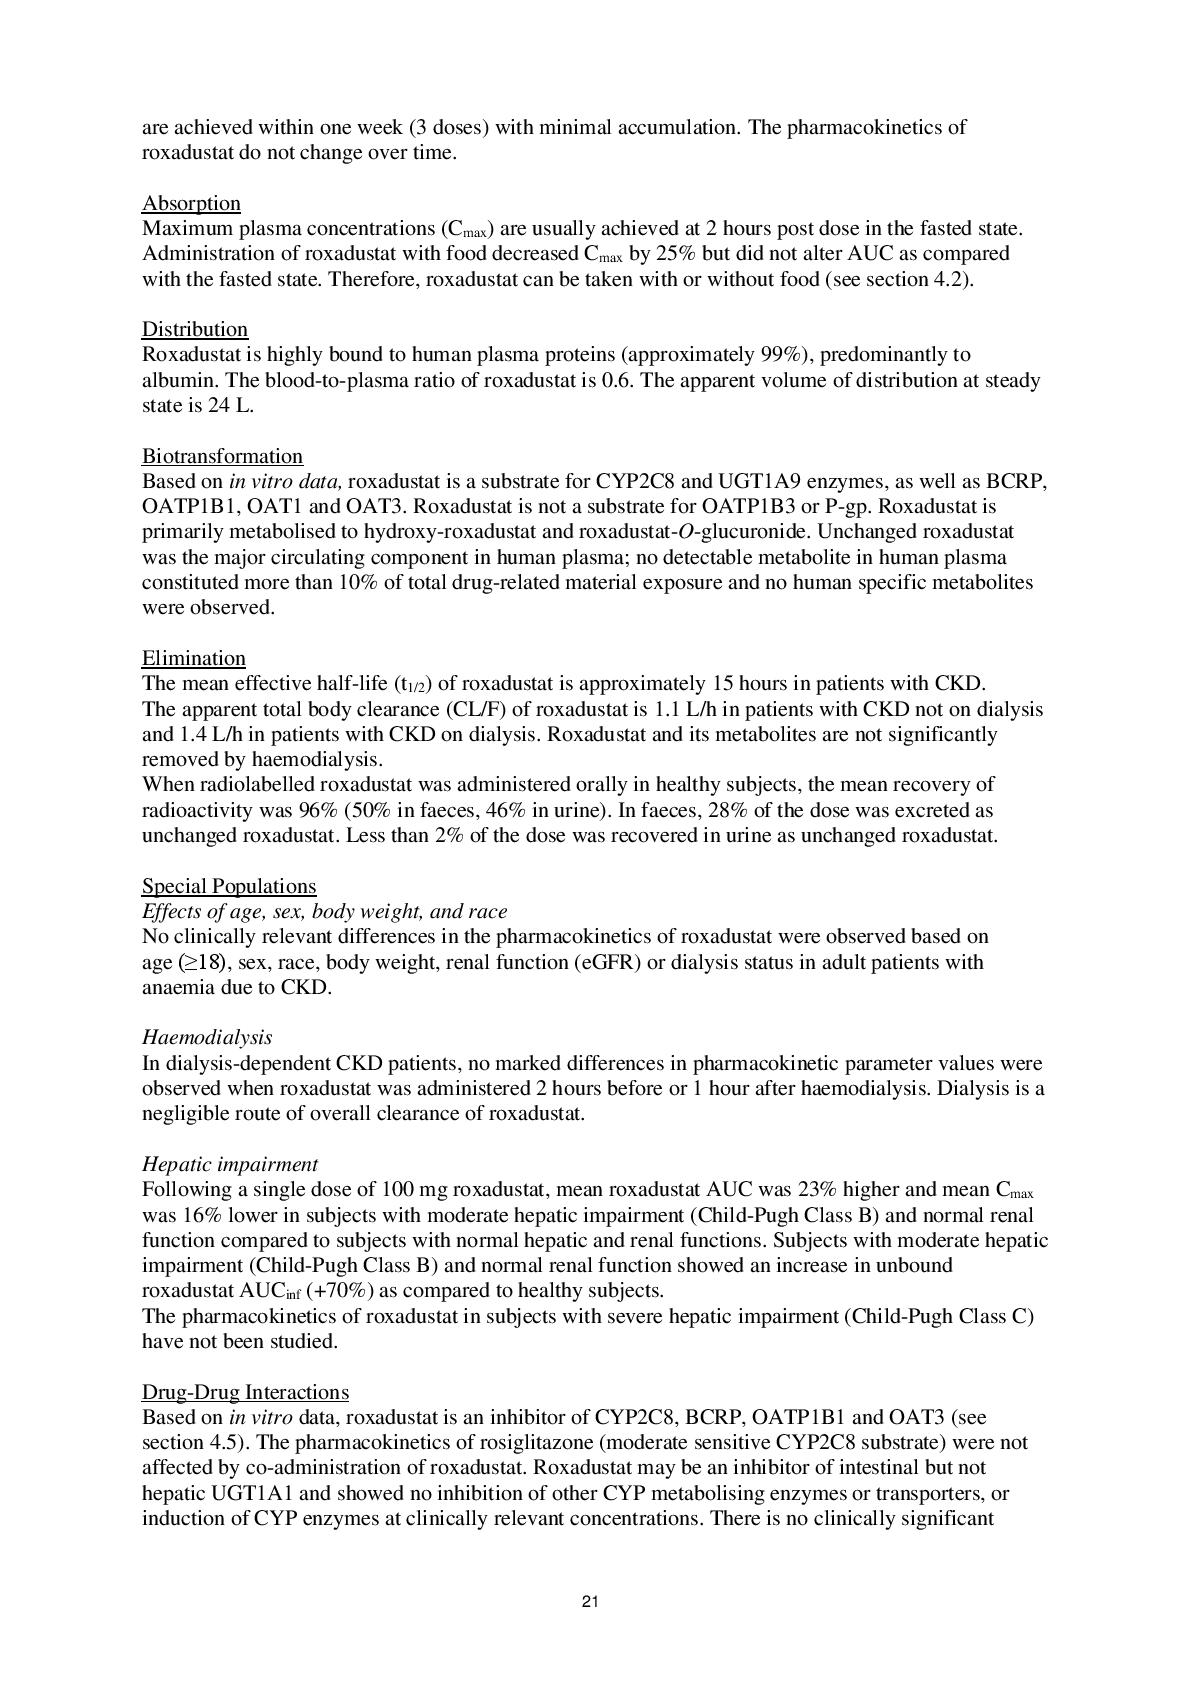 are achieved within one week (3 doses) with minimal accumulation. The pharmacokinetics of
roxadustat do not change over time.
Absorption
Maximum plasma concentrations (Cmax) are usually achieved at 2 hours post dose in the fasted state.
Administration of roxadustat with food decreased Cmax by 25% but did not alter AUC as compared
with the fasted state. Therefore, roxadustat can be taken with or without food (see section 4.2).
Distribution
Roxadustat is highly bound to human plasma proteins (approximately 99%), predominantly to
albumin. The blood-to-plasma ratio of roxadustat is 0.6. The apparent volume of distribution at steady
state is 24 L.
Biotransformation
Based on in vitro data, roxadustat is a substrate for CYP2C8 and UGT1A9 enzymes, as well as BCRP,
OATP1B1, OAT1 and OAT3. Roxadustat is not a substrate for OATP1B3 or P-gp. Roxadustat is
primarily metabolised to hydroxy-roxadustat and roxadustat-O-glucuronide. Unchanged roxadustat
was the major circulating component in human plasma; no detectable metabolite in human plasma
constituted more than 10% of total drug-related material exposure and no human specific metabolites
were observed.
Elimination
The mean effective half-life (t1/2) of roxadustat is approximately 15 hours in patients with CKD.
The apparent total body clearance (CL/F) of roxadustat is 1.1 L/h in patients with CKD not on dialysis
and 1.4 L/h in patients with CKD on dialysis. Roxadustat and its metabolites are not significantly
removed by haemodialysis.
When radiolabelled roxadustat was administered orally in healthy subjects, the mean recovery of
radioactivity was 96% (50% in faeces, 46% in urine). In faeces, 28% of the dose was excreted as
unchanged roxadustat. Less than 2% of the dose was recovered in urine as unchanged roxadustat.
Special Populations
Effects of age, sex, body weight, and race
No clinically relevant differences in the pharmacokinetics of roxadustat were observed based on
age (≥18), sex, race, body weight, renal function (eGFR) or dialysis status in adult patients with
anaemia due to CKD.
Haemodialysis
In dialysis-dependent CKD patients, no marked differences in pharmacokinetic parameter values were
observed when roxadustat was administered 2 hours before or 1 hour after haemodialysis. Dialysis is a
negligible route of overall clearance of roxadustat.
Hepatic impairment
Following a single dose of 100 mg roxadustat, mean roxadustat AUC was 23% higher and mean Cmax
was 16% lower in subjects with moderate hepatic impairment (Child-Pugh Class B) and normal renal
function compared to subjects with normal hepatic and renal functions. Subjects with moderate hepatic
impairment (Child-Pugh Class B) and normal renal function showed an increase in unbound
roxadustat AUCinf (+70%) as compared to healthy subjects.
The pharmacokinetics of roxadustat in subjects with severe hepatic impairment (Child-Pugh Class C)
have not been studied.
Drug-Drug Interactions
Based on in vitro data, roxadustat is an inhibitor of CYP2C8, BCRP, OATP1B1 and OAT3 (see
section 4.5). The pharmacokinetics of rosiglitazone (moderate sensitive CYP2C8 substrate) were not
affected by co-administration of roxadustat. Roxadustat may be an inhibitor of intestinal but not
hepatic UGT1A1 and showed no inhibition of other CYP metabolising enzymes or transporters, or
induction of CYP enzymes at clinically relevant concentrations. There is no clinically significant
21